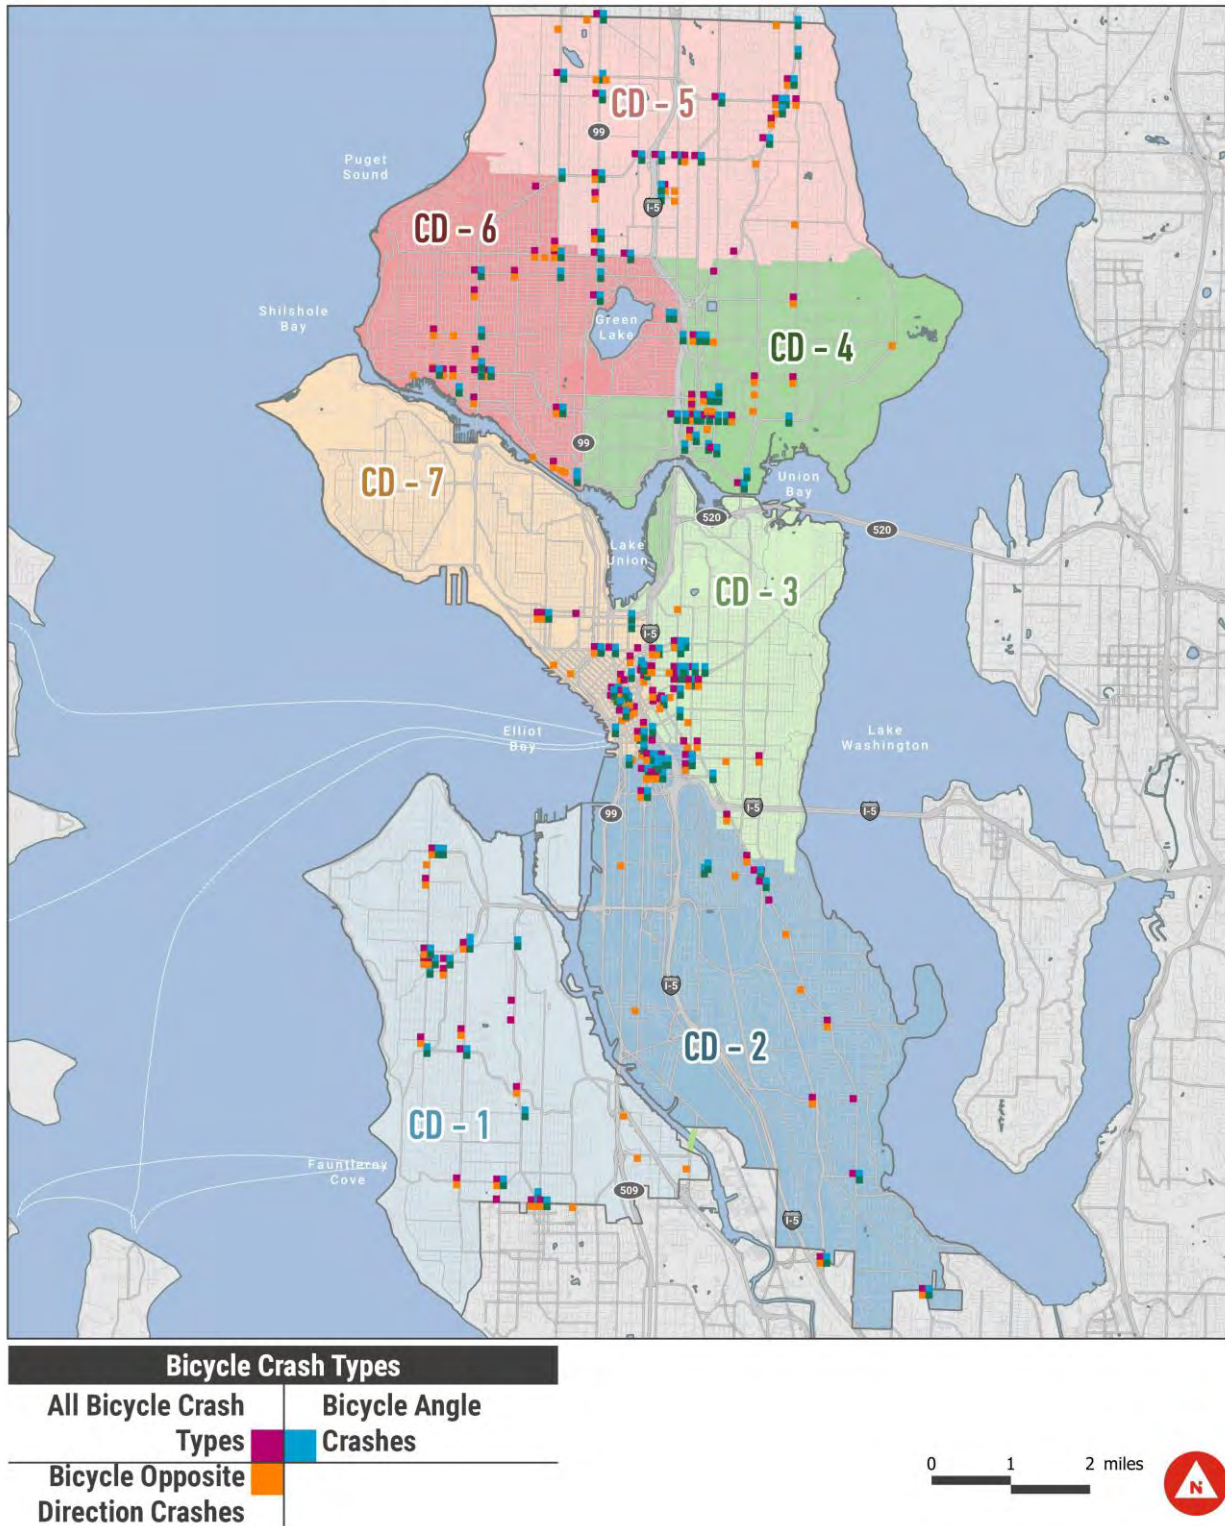 CD - 5
99
Puget
Sound
I-5
CD - 6
Shilshole
Bay
Green
Lake
CD - 4
99
CD - 7
Union
Bay
520
520
Lake
Union
CD - 3
I-5
Elliot
Bay
Lake
Washington
99
I-5
I-5
I-5
CD - 2
CD - 1
Fauntleroy
Cove
509
I-5
Bicycle Crash Types
All Bicycle Crash
Types
Bicycle Angle
Crashes
Bicycle Opposite
Direction Crashes
0 1 2 miles
N